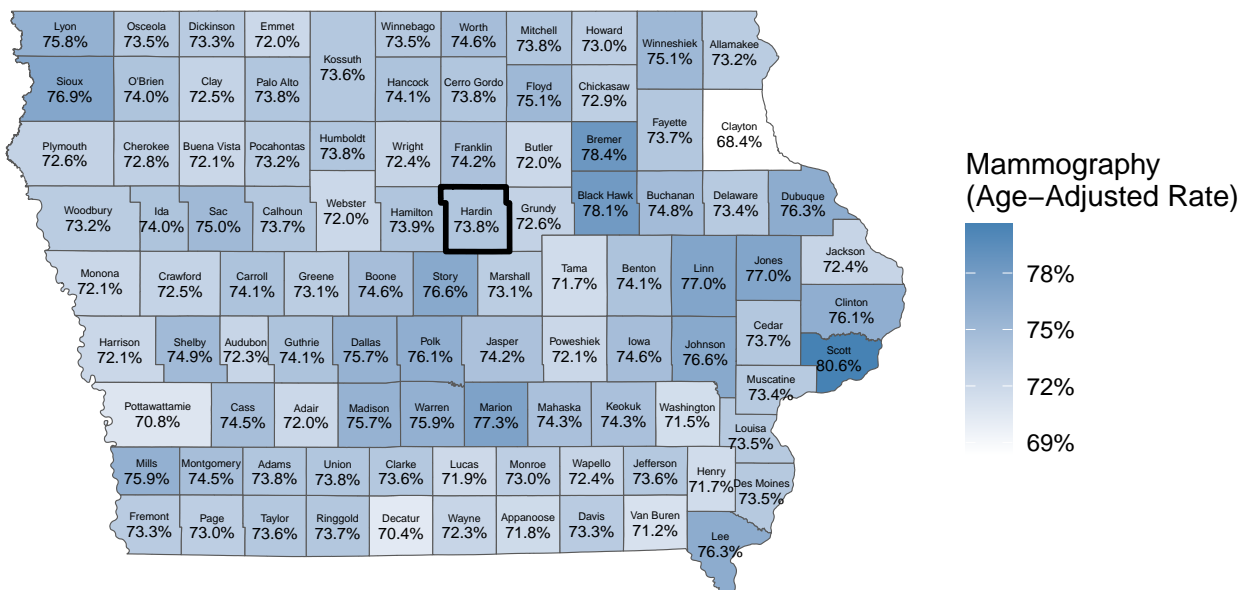 Lyon
75.8%
Osceola
73.5%
Dickinson
73.3%
Emmet
72.0%
Kossuth
73.6%
Winnebago
73.5%
Worth
74.6%
Mitchell
73.8%
Howard
73.0%
Winneshiek
75.1%
Allamakee
73.2%
Sioux
76.9%
O'Brien
74.0%
Clay
72.5%
Palo Alto
73.8%
Hancock
74.1%
Cerro Gordo
73.8%
Floyd
75.1%
Chickasaw
72.9%
Fayette
73.7%
Clayton
68.4%
Plymouth
72.6%
Cherokee
72.8%
Buena Vista
72.1%
Pocahontas
73.2%
Humboldt
73.8%
Wright
72.4%
Franklin
74.2%
Butler
72.0%
Bremer
78.4%
Woodbury
73.2%
Ida
74.0%
Sac
75.0%
Calhoun
73.7%
Webster
72.0%
Hamilton
73.9%
Hardin
73.8%
Grundy
72.6%
Black Hawk
78.1%
Buchanan
74.8%
Delaware
73.4%
Dubuque
76.3%
Monona
72.1%
Crawford
72.5%
Carroll
74.1%
Greene
73.1%
Boone
74.6%
Story
76.6%
Marshall
73.1%
Tama
71.7%
Benton
74.1%
Linn
77.0%
Jones
77.0%
Jackson
72.4%
Clinton
76.1%
Harrison
72.1%
Shelby
74.9%
Audubon
72.3%
Guthrie
74.1%
Dallas
75.7%
Polk
76.1%
Jasper
74.2%
Poweshiek
72.1%
Iowa
74.6%
Johnson
76.6%
Cedar
73.7%
Scott
80.6%
Muscatine
73.4%
Pottawattamie
70.8%
Cass
74.5%
Adair
72.0%
Madison
75.7%
Warren
75.9%
Marion
77.3%
Mahaska
74.3%
Keokuk
74.3%
Washington
71.5%
Louisa
73.5%
Mills
75.9%
Montgomery
74.5%
Adams
73.8%
Union
73.8%
Clarke
73.6%
Lucas
71.9%
Monroe
73.0%
Wapello
72.4%
Jefferson
73.6%
Henry
71.7%
Des Moines
73.5%
Fremont
73.3%
Page
73.0%
Taylor
73.6%
Ringgold
73.7%
Decatur
70.4%
Wayne
72.3%
Appanoose
71.8%
Davis
73.3%
Van Buren
71.2%
Lee
76.3%
Mammography
(Age−Adjusted Rate)
78%
75%
72%
69%